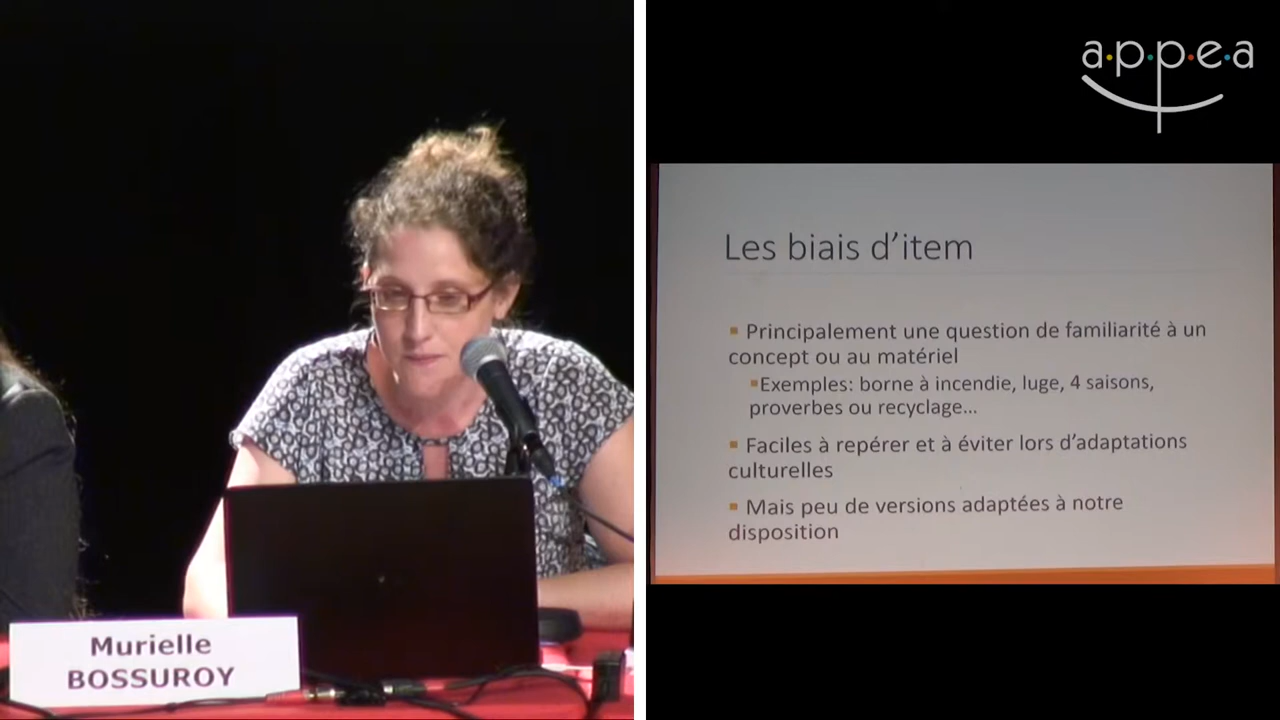 Murielle
BOSSUROY
a·p·p·e·a
Les biais d’item
▪ Principalement une question de familiarité à un
concept ou au matériel
▪Exemples: borne à incendie, luge, 4 saisons,
proverbes ou recyclage...
▪ Faciles à repérer et à éviter lors d’adaptations
culturelles
▪ Mais peu de versions adaptées à notre
disposition